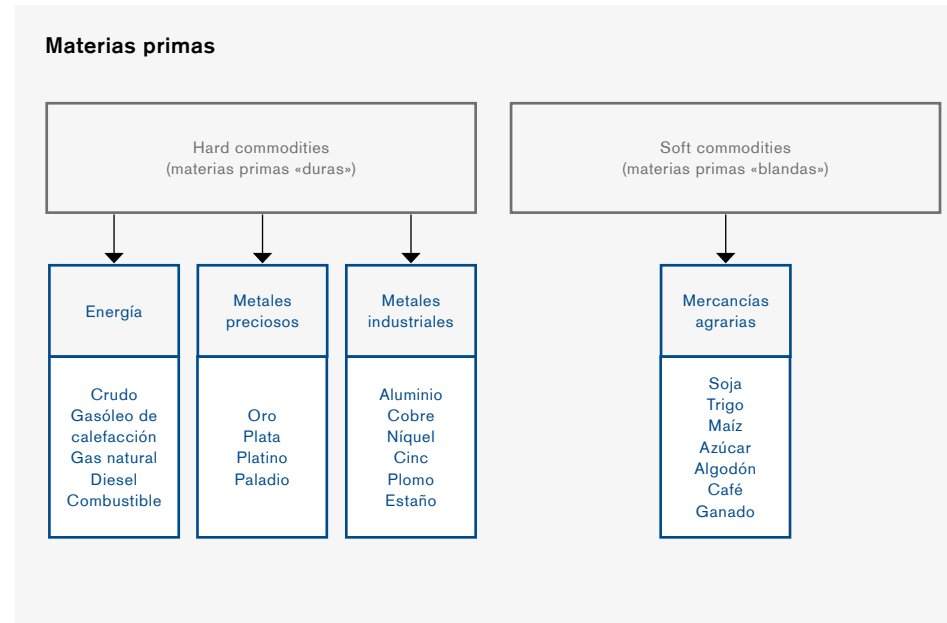 Materias primas
Hard commodities
(materias primas «duras»)
Soft commodities
(materias primas «blandas»)
Energía
Metales
preciosos
Metales
industriales
Mercancías
agrarias
Crudo
Gasóleo de
calefacción
Gas natural
Diesel
Combustible
Oro
Plata
Platino
Paladio
Aluminio
Cobre
Níquel
Cinc
Plomo
Estaño
Soja
Trigo
Maíz
Azúcar
Algodón
Café
Ganado